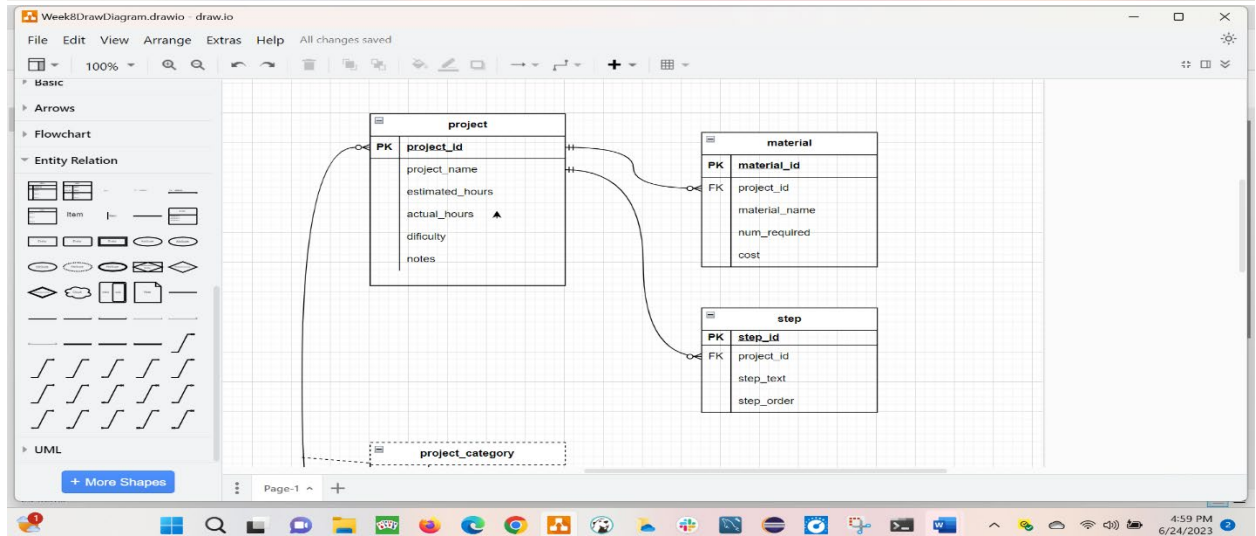 Week8DrawDiagram.drawio - draw.io
File Edit View Arrange Extras Help All changes saved
100%
Basic
Arrows
Flowchart
Entity Relation
Item
UML
+ More Shapes
project
PK project_id
project_name
estimated_hours
actual_hours
dificulty
notes
material
PK material_id
FK project_id
material_name
num_required
cost
step
PK step_id
FK project_id
step_text
step_order
project_category
Page-1
1
4:59 PM
6/24/2023
2